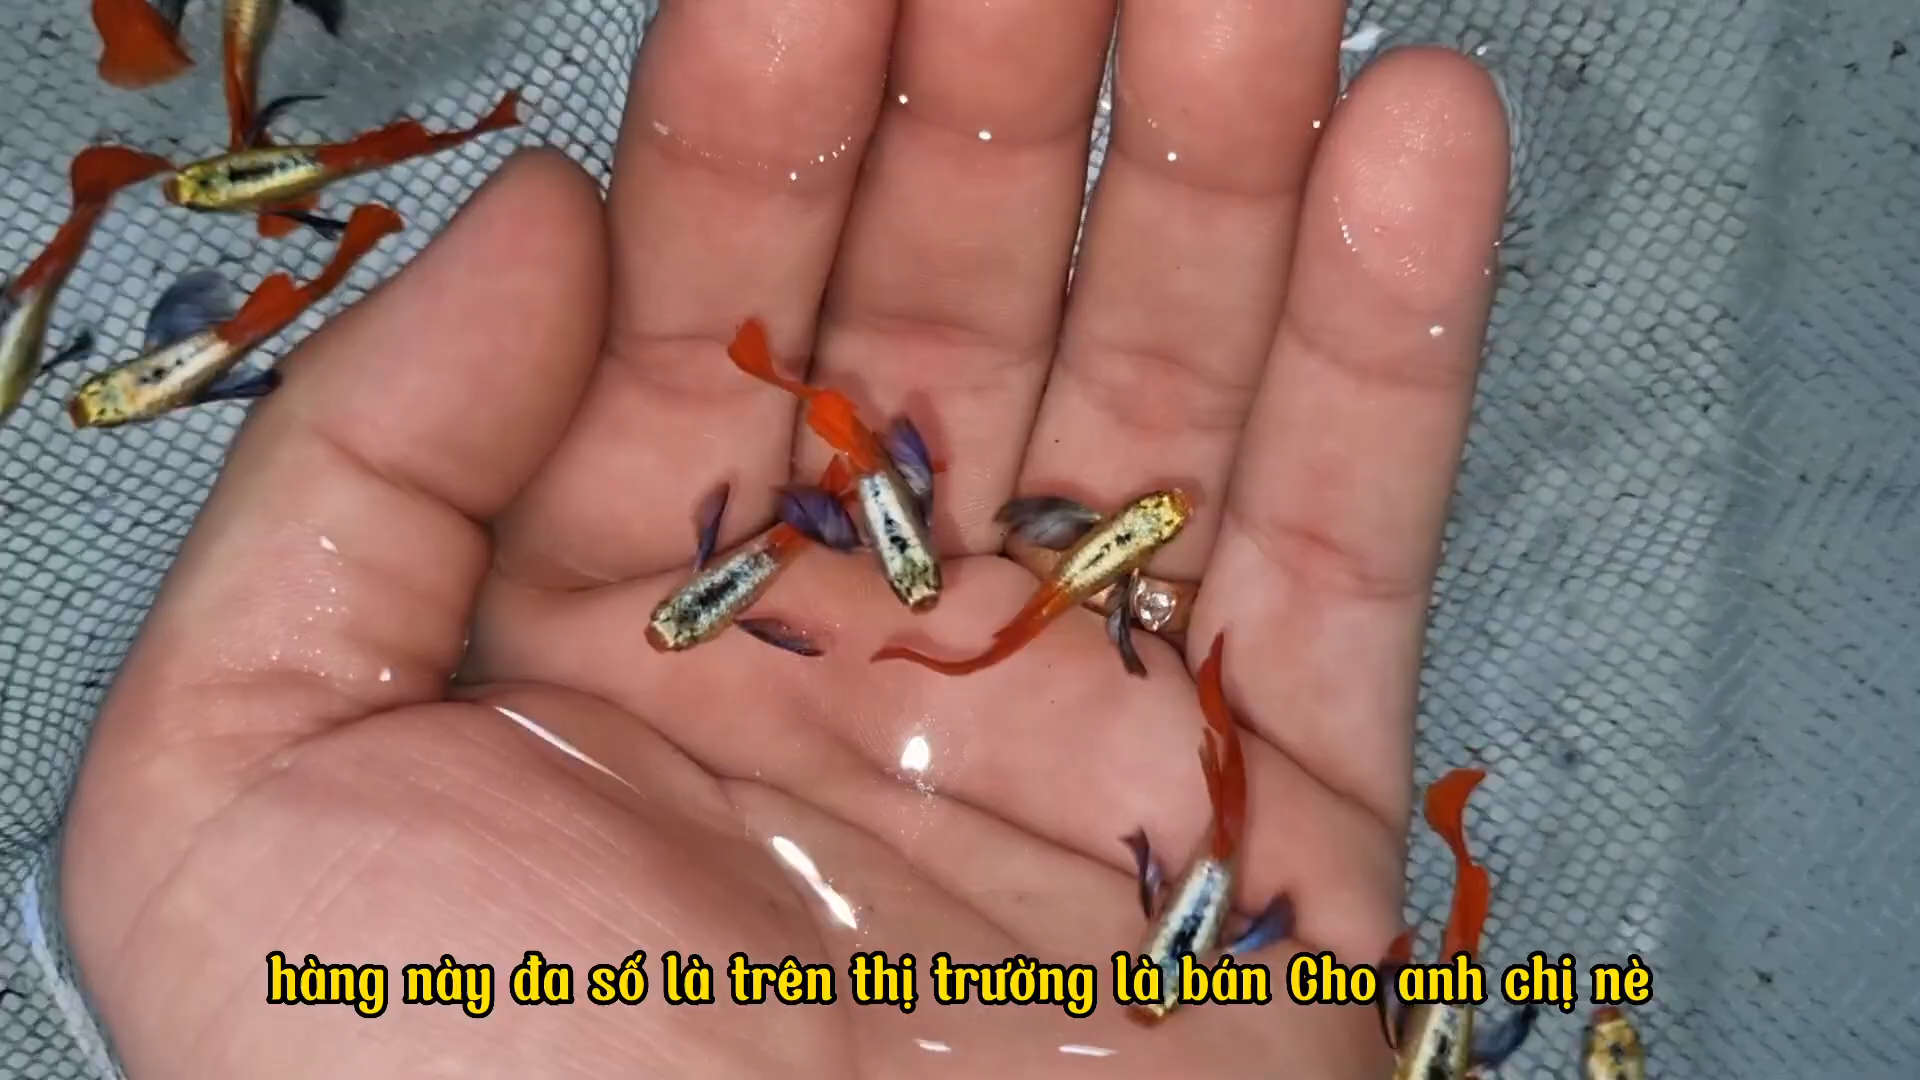 hàng này đa số là trên thị trường là bán Cho anh chị nè